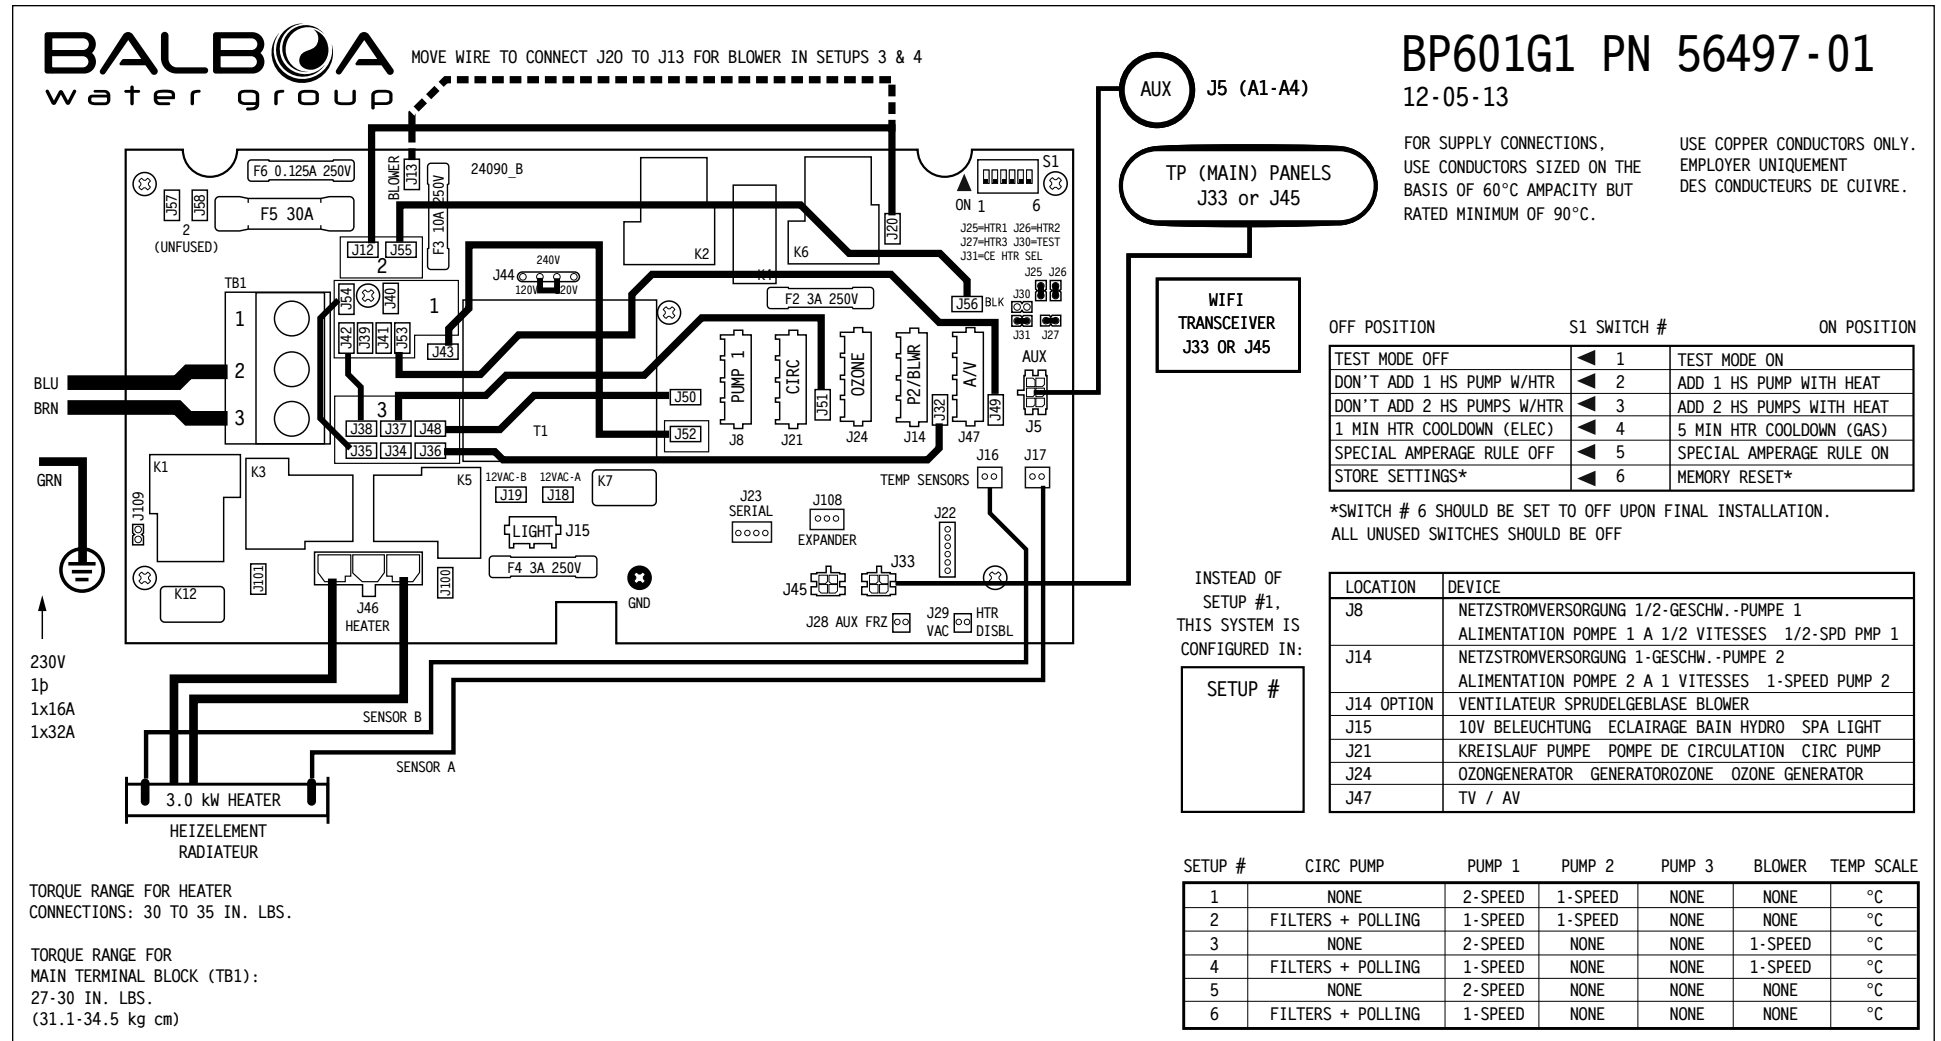 BALBOA
water group
MOVE WIRE TO CONNECT J20 TO J13 FOR BLOWER IN SETUPS 3 & 4
AUX
J5 (A1-A4)
BP601G1 PN 56497-01
12-05-13
FOR SUPPLY CONNECTIONS,
USE CONDUCTORS SIZED ON THE
BASIS OF 60°C AMPACITY BUT
RATED MINIMUM OF 90°C.
USE COPPER CONDUCTORS ONLY.
EMPLOYER UNIQUEMENT
DES CONDUCTEURS DE CUIVRE.
TP (MAIN) PANELS
J33 or J45
WIFI
TRANSCEIVER
J33 OR J45
F6 0.125A 250V
BLOWER
J13
F3 10A 250V
24090_B
S1
ON 1 6
J57
J58
2
(UNFUSED)
F5 30A
J12
J55
2
K2
K4
K6
J20
J25=HTR1 J26=HTR2
J27=HTR3 J30=TEST
J31=CE HTR SEL
J25 J26
J30
J31 J27
J56 BLK
TB1
1
2
3
BLU
BRN
GRN
J54
J40
1
J42
J39
J41
J53
J43
J44
240V
120V 120V
F2 3A 250V
3
J38 J37 J48
J35 J34 J36
T1
J50
J52
PUMP 1
J8
CIRC
J21
J51
OZONE
J24
P2/BLWR
J14
J32
A/V
J47
J49
AUX
J5
K1
K3
K5
K7
12VAC-B 12VAC-A
J19
J18
LIGHT J15
F4 3A 250V
J109
J101
K12
J46
HEATER
J100
GND
J23
SERIAL
J108
EXPANDER
TEMP SENSORS
J16
J17
J22
J45
J33
J28 AUX FRZ
J29
VAC
HTR
DISBL
230V
1þ
1x16A
1x32A
SENSOR B
SENSOR A
3.0 kW HEATER
HEIZELEMENT
RADIATEUR
TORQUE RANGE FOR HEATER
CONNECTIONS: 30 TO 35 IN. LBS.
TORQUE RANGE FOR
MAIN TERMINAL BLOCK (TB1):
27-30 IN. LBS.
(31.1-34.5 kg cm)
OFF POSITION S1 SWITCH # ON POSITION
TEST MODE OFF 1 TEST MODE ON
DON'T ADD 1 HS PUMP W/HTR 2 ADD 1 HS PUMP WITH HEAT
DON'T ADD 2 HS PUMPS W/HTR 3 ADD 2 HS PUMPS WITH HEAT
1 MIN HTR COOLDOWN (ELEC) 4 5 MIN HTR COOLDOWN (GAS)
SPECIAL AMPERAGE RULE OFF 5 SPECIAL AMPERAGE RULE ON
STORE SETTINGS* 6 MEMORY RESET*
*SWITCH # 6 SHOULD BE SET TO OFF UPON FINAL INSTALLATION.
ALL UNUSED SWITCHES SHOULD BE OFF
INSTEAD OF
SETUP #1,
THIS SYSTEM IS
CONFIGURED IN:
SETUP #
LOCATION DEVICE
J8 NETZSTROMVERSORGUNG 1/2-GESCHW.-PUMPE 1
ALIMENTATION POMPE 1 A 1/2 VITESSES 1/2-SPD PMP 1
J14 NETZSTROMVERSORGUNG 1-GESCHW.-PUMPE 2
ALIMENTATION POMPE 2 A 1 VITESSES 1-SPEED PUMP 2
J14 OPTION VENTILATEUR SPRUDELGEBLASE BLOWER
J15 10V BELEUCHTUNG ECLAIRAGE BAIN HYDRO SPA LIGHT
J21 KREISLAUF PUMPE POMPE DE CIRCULATION CIRC PUMP
J24 OZONGENERATOR GENERATOROZONE OZONE GENERATOR
J47 TV / AV
SETUP # CIRC PUMP PUMP 1 PUMP 2 PUMP 3 BLOWER TEMP SCALE
1 NONE 2-SPEED 1-SPEED NONE NONE °C
2 FILTERS + POLLING 1-SPEED 1-SPEED NONE NONE °C
3 NONE 2-SPEED NONE NONE 1-SPEED °C
4 FILTERS + POLLING 1-SPEED NONE NONE 1-SPEED °C
5 NONE 2-SPEED NONE NONE NONE °C
6 FILTERS + POLLING 1-SPEED NONE NONE NONE °C